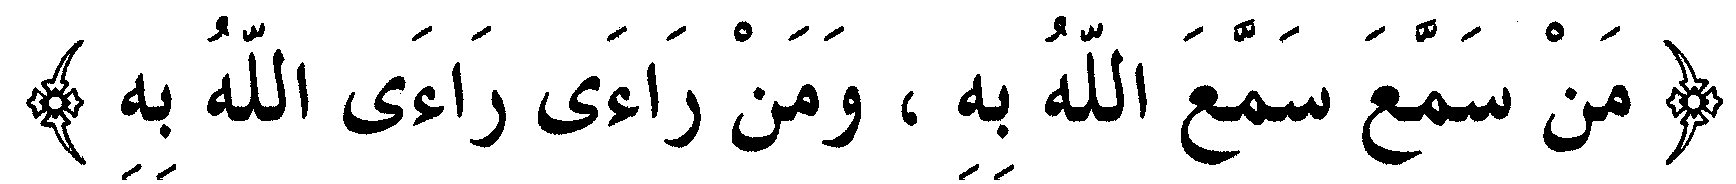 ﴿ مَنْ سَمَّعَ سَمَّعَ اللّهُ بِهِ ، وَمَنْ رَاءَى رَاءَى اللّهُ بِهِ ﴾